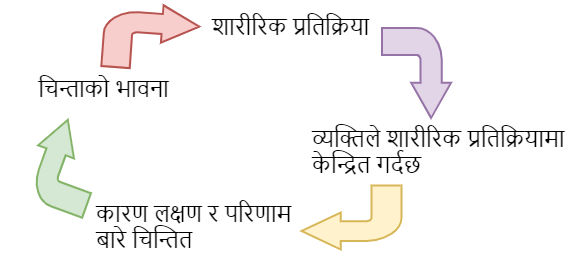 शारीरिक प्रतिक्रिया
चिन्ताको भावना
व्यक्तिले शारीरिक प्रतिक्रियामा
केन्द्रित गर्दछ
कारण लक्षण र परिणाम
बारे चिन्तित